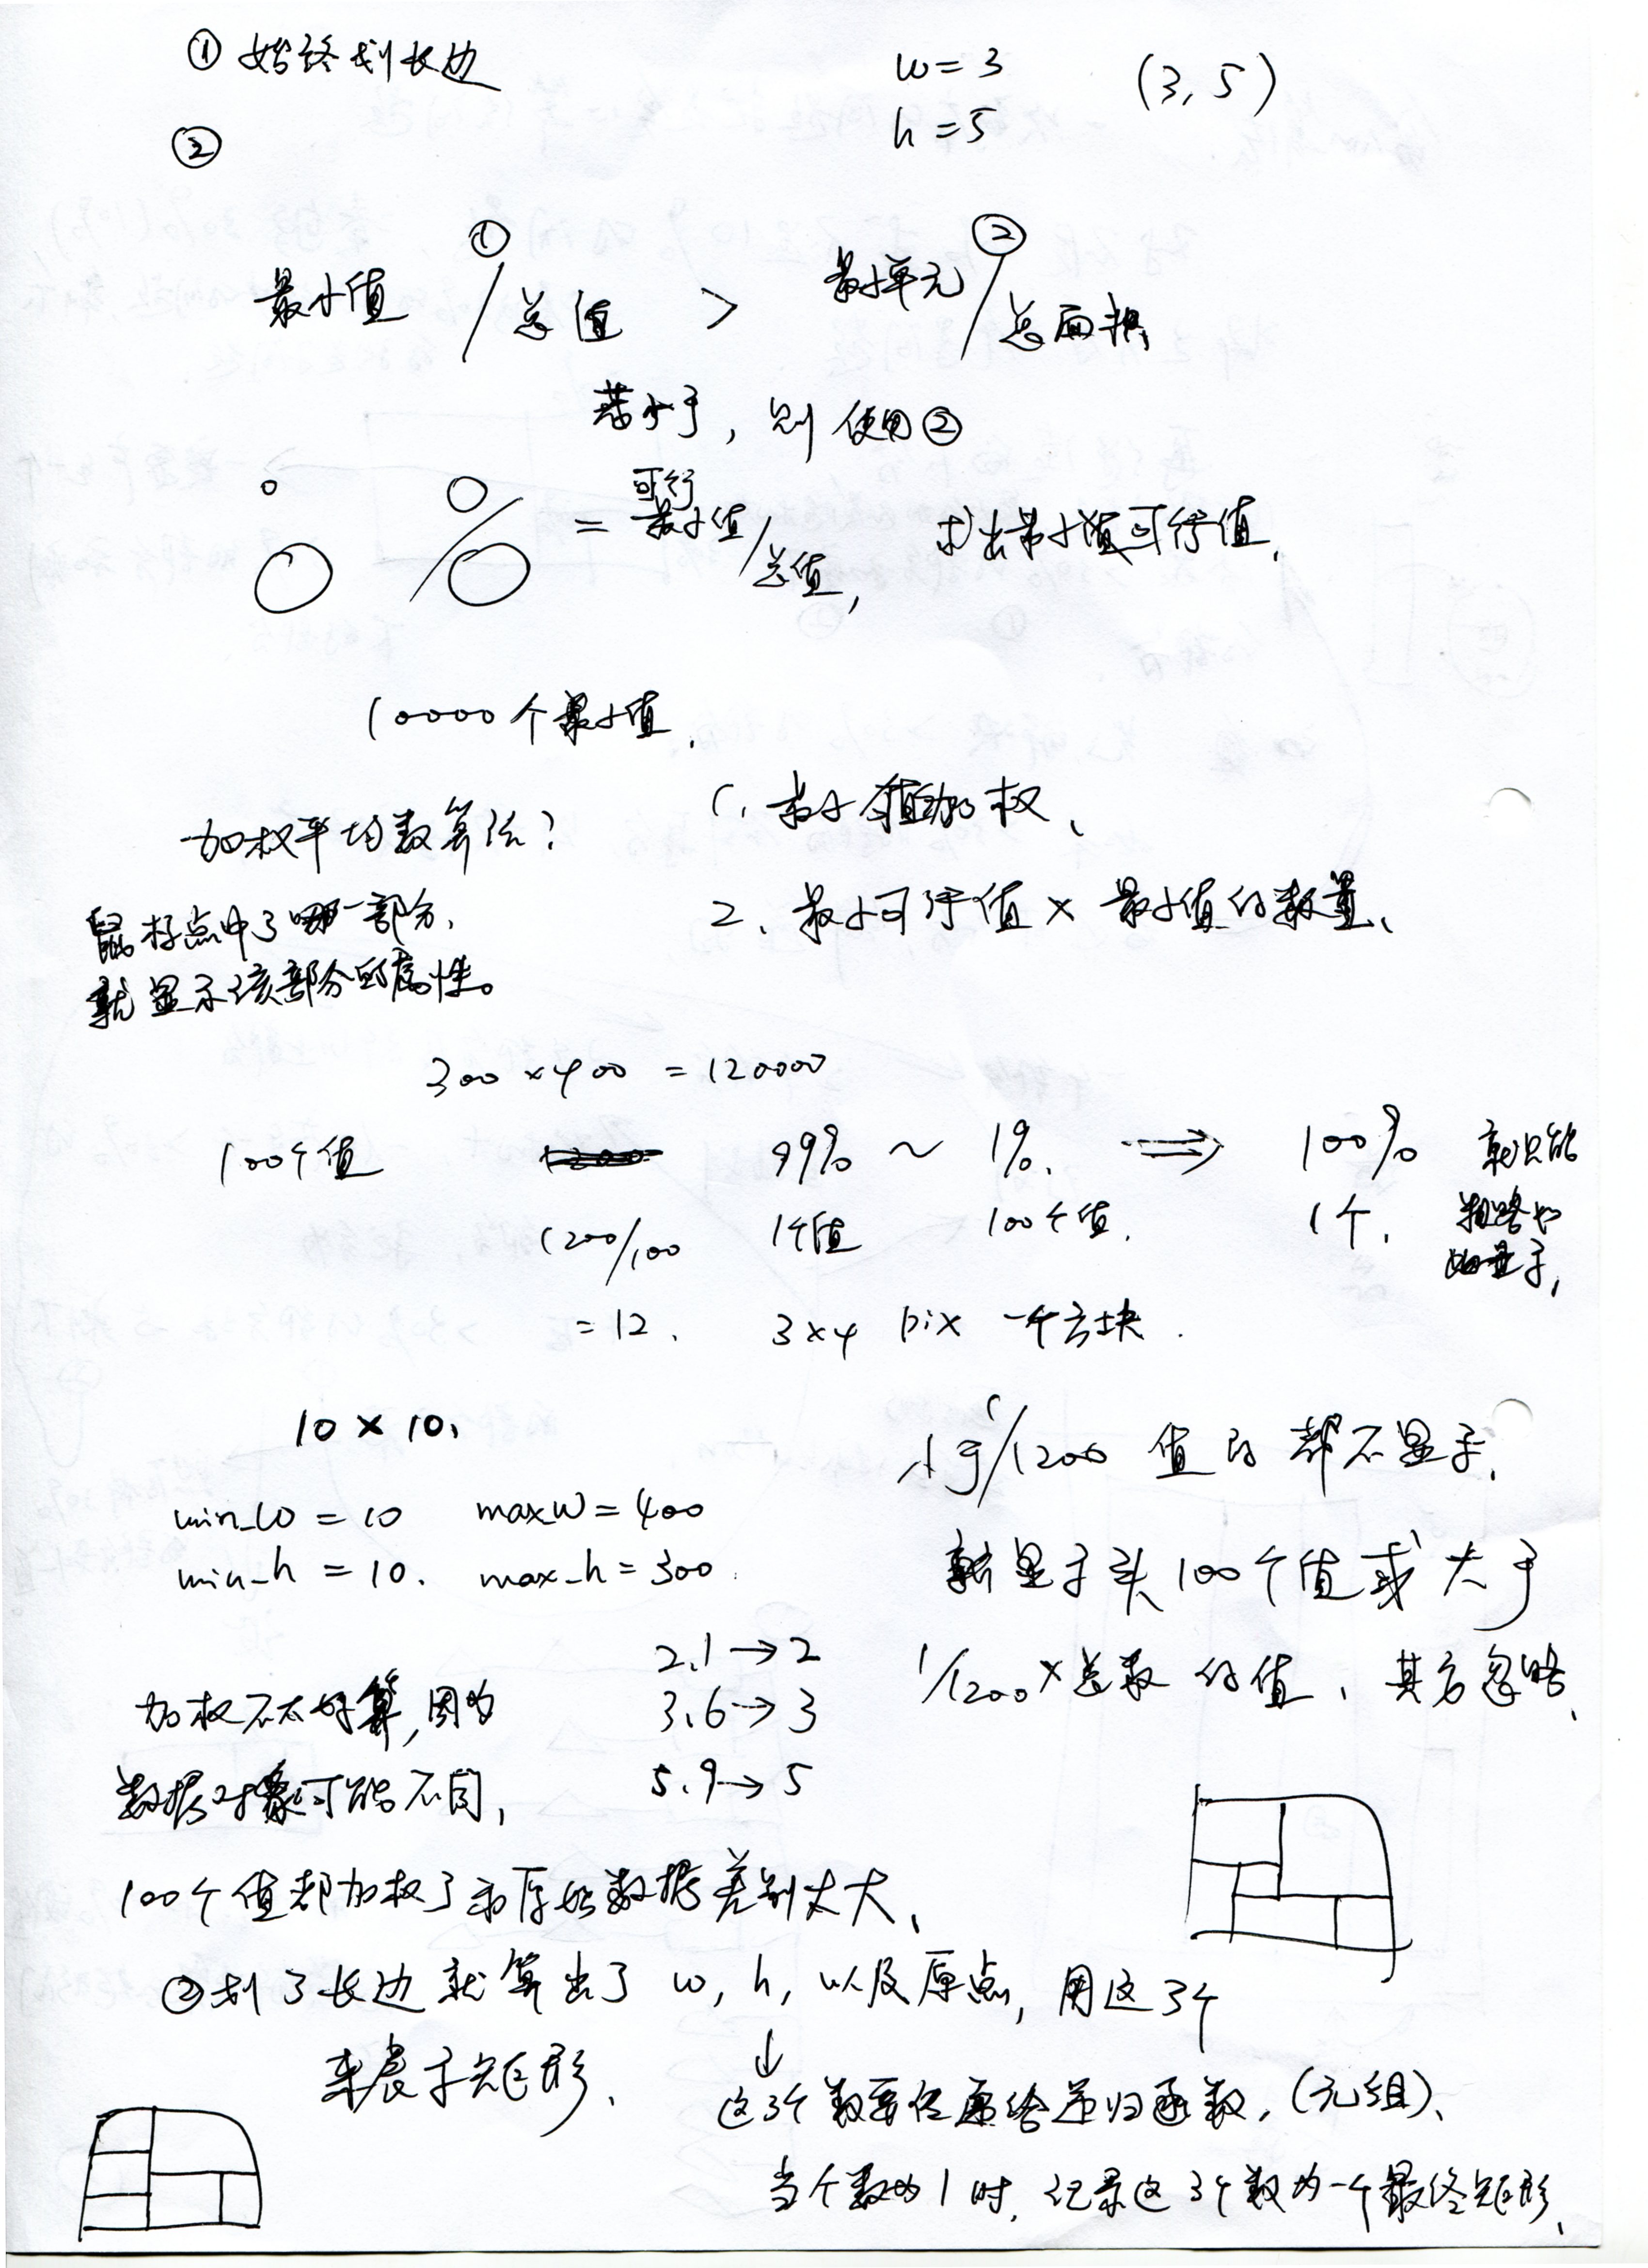 ① 始终划长边
w = 3
(3, 5)
h = 5
②
① ②
最小值 / 总值 > 最小单元 / 总面积
若小于, 则使用②
可行
= 最小值/总值, 求出最小值可行值.
10000个最小值.
加权平均数算法?
1. 最小值加权、
2. 最小可行值 × 最小值的数量、
鼠标点中了哪一部分,
就显示该部分的属性。
300 × 400 = 120000
100个值 99% ~ 1%. ⇒ 100% 就只能
1200/100 1个值 100个值. 1个.
= 12. 3×4 pix 一个方块.
10 × 10.
小于1/1200 值的都不显示.
min_w = 10 max_w = 400
min_h = 10. max_h = 300.
就显示头100个值或大于
1/1200 × 总数的值, 其它忽略、
2.1 → 2
3.6 → 3
5.9 → 5
加权不太好算, 因为
数据对象可能不同,
100个值都加权了和原始数据差别太大、
②划了长边就算出了 w, h, 以及原点, 用这3个
来表示矩形、
↓
这3个数要传递给递归函数, (元组)、
当个数为1时, 记录这3个数为一个最终矩形、